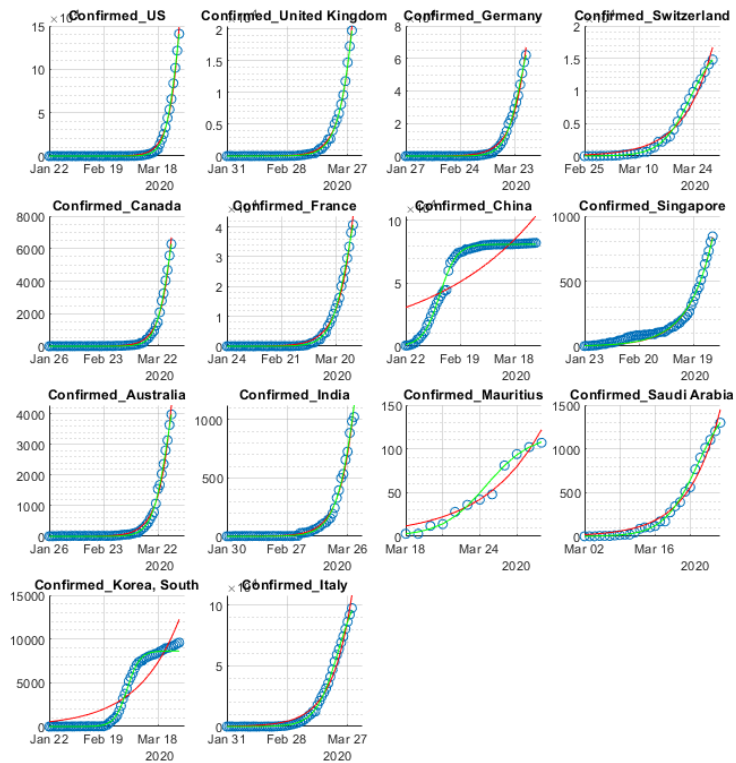 Confirmed_US
×10
15
10
5
0
Jan 22 Feb 19 Mar 18
2020
Confirmed_United Kingdom
×10
2
1.5
1
0.5
0
Jan 31 Feb 28 Mar 27
2020
Confirmed_Germany
×10
8
6
4
2
0
Jan 27 Feb 24 Mar 23
2020
Confirmed_Switzerland
×10
2
1.5
1
0.5
0
Feb 25 Mar 10 Mar 24
2020
Confirmed_Canada
8000
6000
4000
2000
0
Jan 26 Feb 23 Mar 22
2020
Confirmed_France
×10
4
3
2
1
0
Jan 24 Feb 21 Mar 20
2020
Confirmed_China
×10
10
5
0
Jan 22 Feb 19 Mar 18
2020
Confirmed_Singapore
1000
500
0
Jan 23 Feb 20 Mar 19
2020
Confirmed_Australia
4000
3000
2000
1000
0
Jan 26 Feb 23 Mar 22
2020
Confirmed_India
1000
500
0
Jan 30 Feb 27 Mar 26
2020
Confirmed_Mauritius
150
100
50
0
Mar 18 Mar 24
2020
Confirmed_Saudi Arabia
1500
1000
500
0
Mar 02 Mar 16
2020
Confirmed_Korea, South
15000
10000
5000
0
Jan 22 Feb 19 Mar 18
2020
Confirmed_Italy
×10
10
5
0
Jan 31 Feb 28 Mar 27
2020